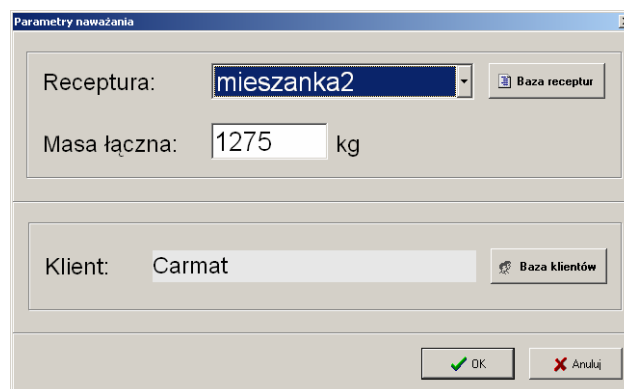 Parametry naważania
Receptura: mieszanka2 Baza receptur
Masa łączna: 1275 kg
Klient: Carmat Baza klientów
OK Anuluj